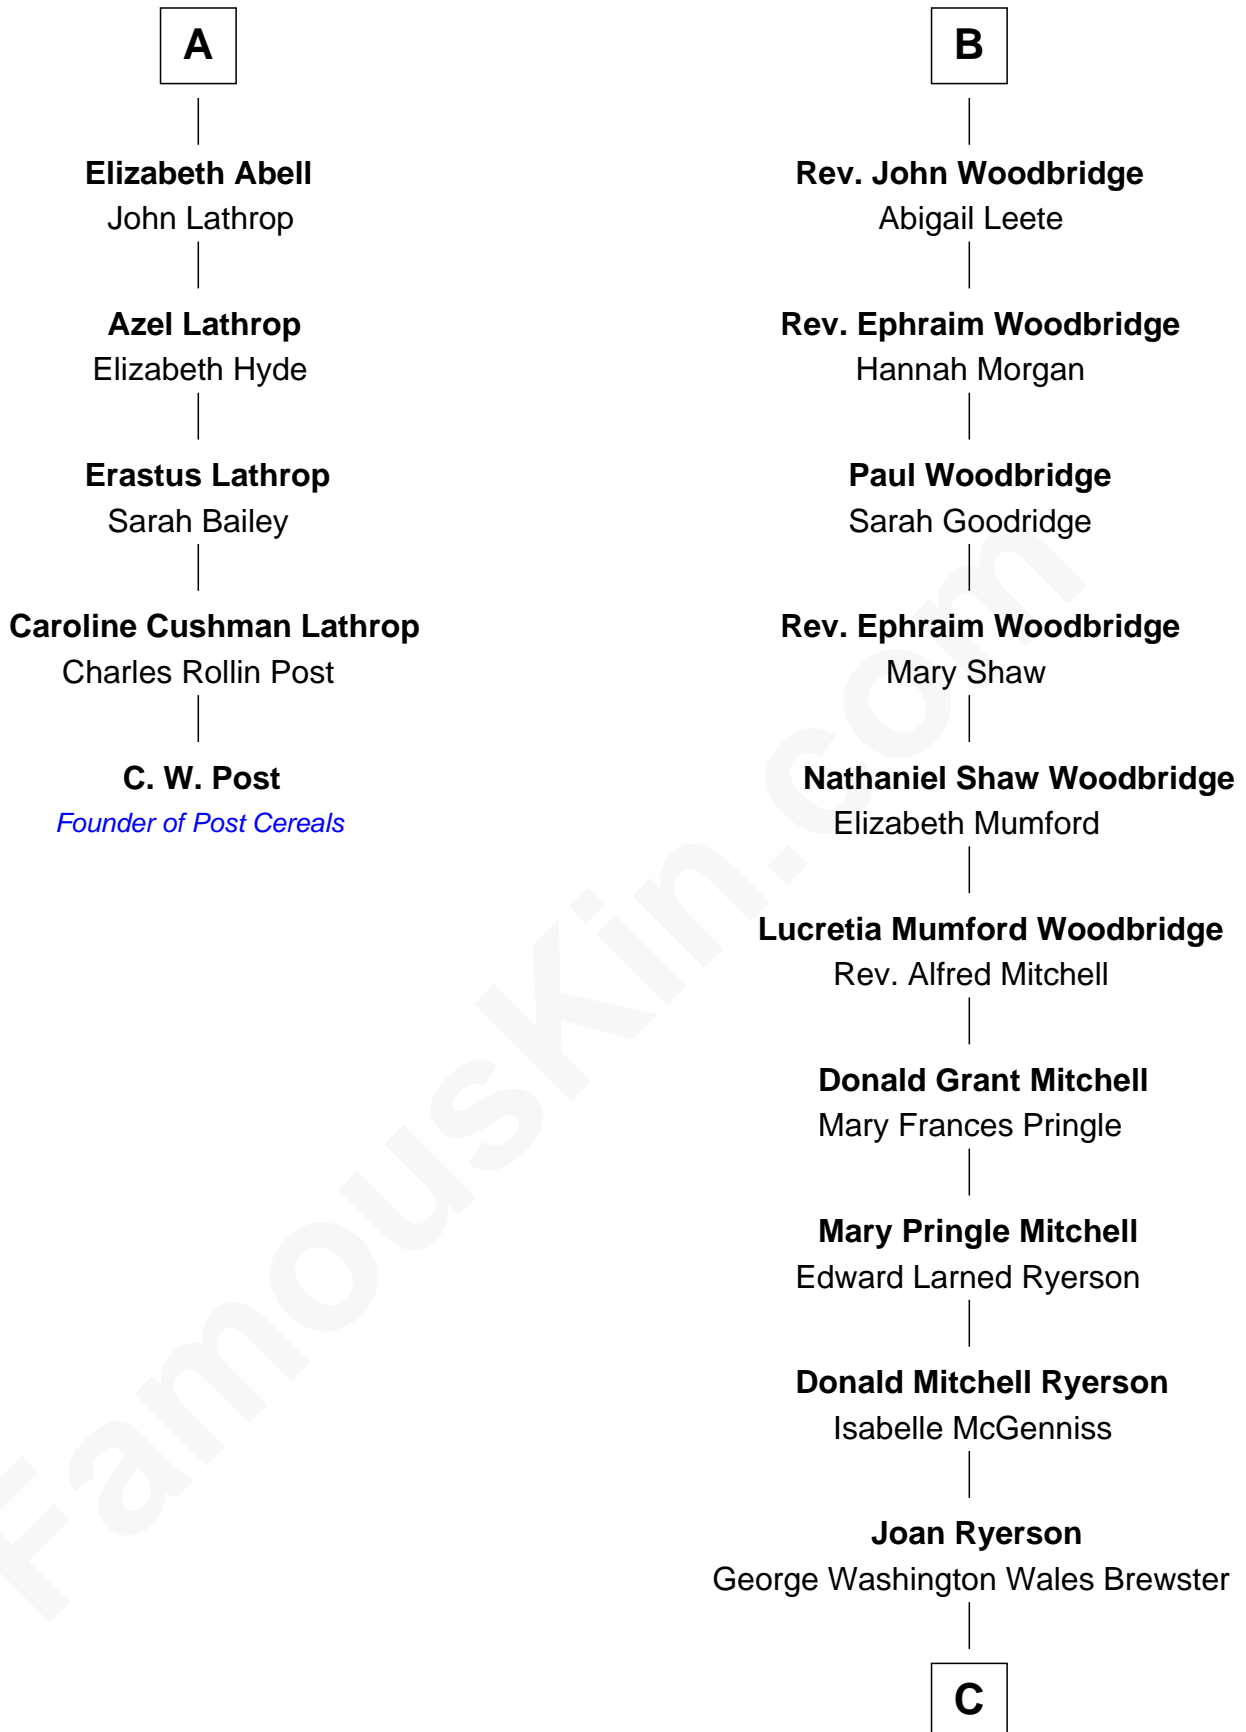 A
Elizabeth Abell
John Lathrop
Azel Lathrop
Elizabeth Hyde
Erastus Lathrop
Sarah Bailey
Caroline Cushman Lathrop
Charles Rollin Post
C. W. Post
Founder of Post Cereals
B
Rev. John Woodbridge
Abigail Leete
Rev. Ephraim Woodbridge
Hannah Morgan
Paul Woodbridge
Sarah Goodridge
Rev. Ephraim Woodbridge
Mary Shaw
Nathaniel Shaw Woodbridge
Elizabeth Mumford
Lucretia Mumford Woodbridge
Rev. Alfred Mitchell
Donald Grant Mitchell
Mary Frances Pringle
Mary Pringle Mitchell
Edward Larned Ryerson
Donald Mitchell Ryerson
Isabelle McGenniss
Joan Ryerson
George Washington Wales Brewster
C
FamousKin.com